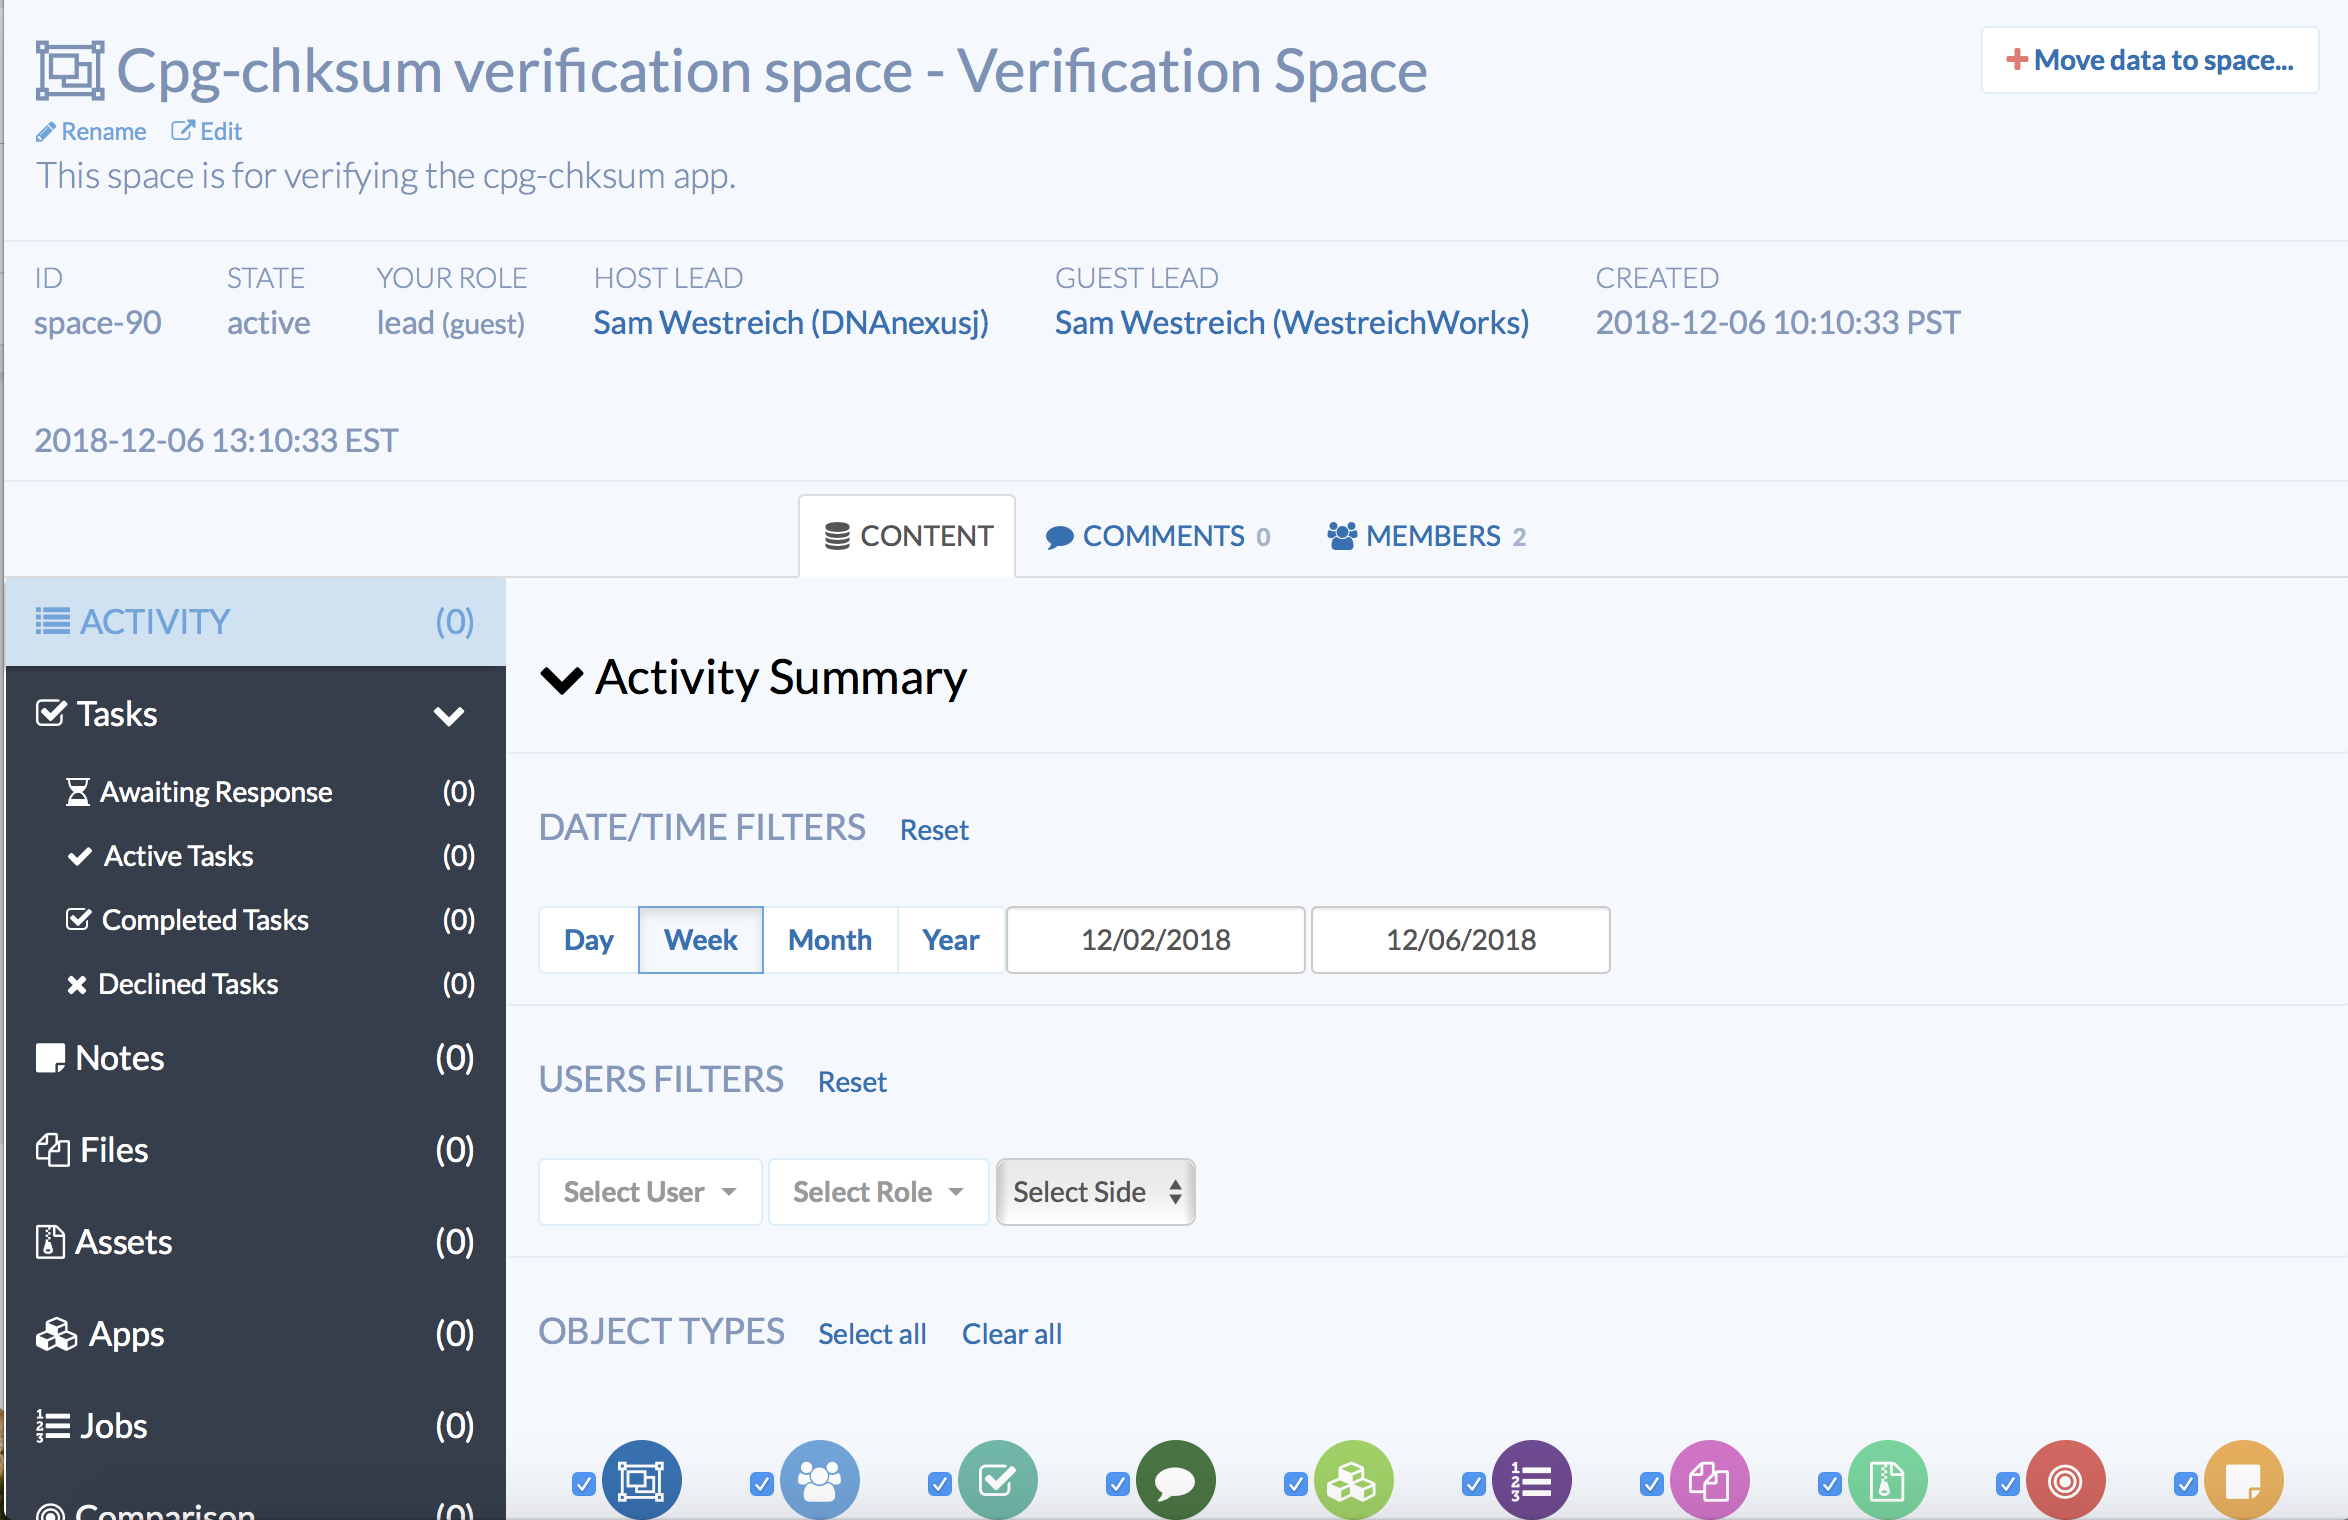 Cpg-chksum verification space - Verification Space
Move data to space...
Rename Edit
This space is for verifying the cpg-chksum app.
ID STATE YOUR ROLE HOST LEAD GUEST LEAD CREATED
space-90 active lead (guest) Sam Westreich (DNAnexusj) Sam Westreich (WestreichWorks) 2018-12-06 10:10:33 PST
2018-12-06 13:10:33 EST
CONTENT COMMENTS 0 MEMBERS 2
ACTIVITY (0)
Tasks
Awaiting Response (0)
Active Tasks (0)
Completed Tasks (0)
Declined Tasks (0)
Notes (0)
Files (0)
Assets (0)
Apps (0)
Jobs (0)
Comparison (0)
Activity Summary
DATE/TIME FILTERS Reset
Day Week Month Year 12/02/2018 12/06/2018
USERS FILTERS Reset
Select User Select Role Select Side
OBJECT TYPES Select all Clear all